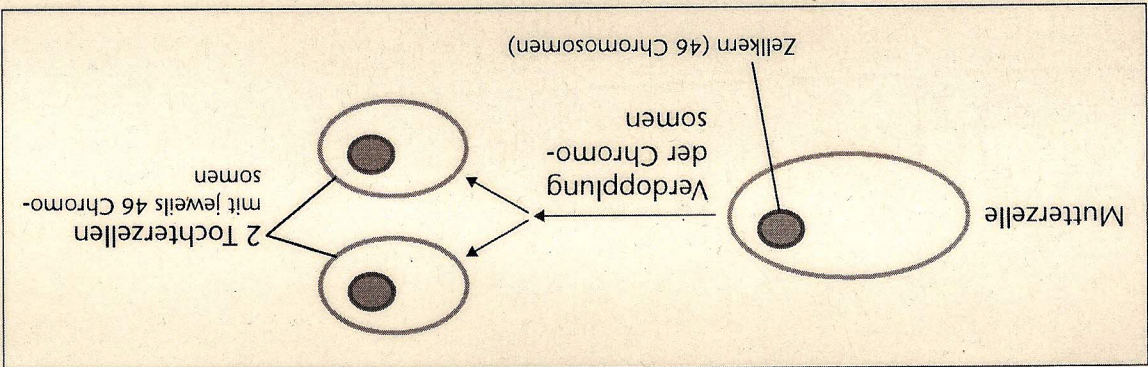 Mutterzelle
Zellkern (46 Chromosomen)
Verdopplung
der Chromo-
somen
2 Tochterzellen
mit jeweils 46 Chromo-
somen